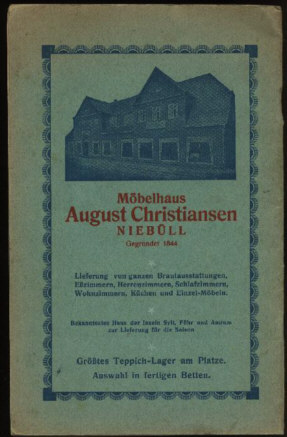 Möbelhaus
August Christiansen
NIEBÜLL
Gegründet 1844
Lieferung von ganzen Brautausstattungen,
Eßzimmern, Herrenzimmern, Schlafzimmern,
Wohnzimmern, Küchen und Einzel-Möbeln.
Bekanntestes Haus der Inseln Sylt, Föhr und Amrum
zur Lieferung für die Saison
Größtes Teppich-Lager am Platze.
Auswahl in fertigen Betten.